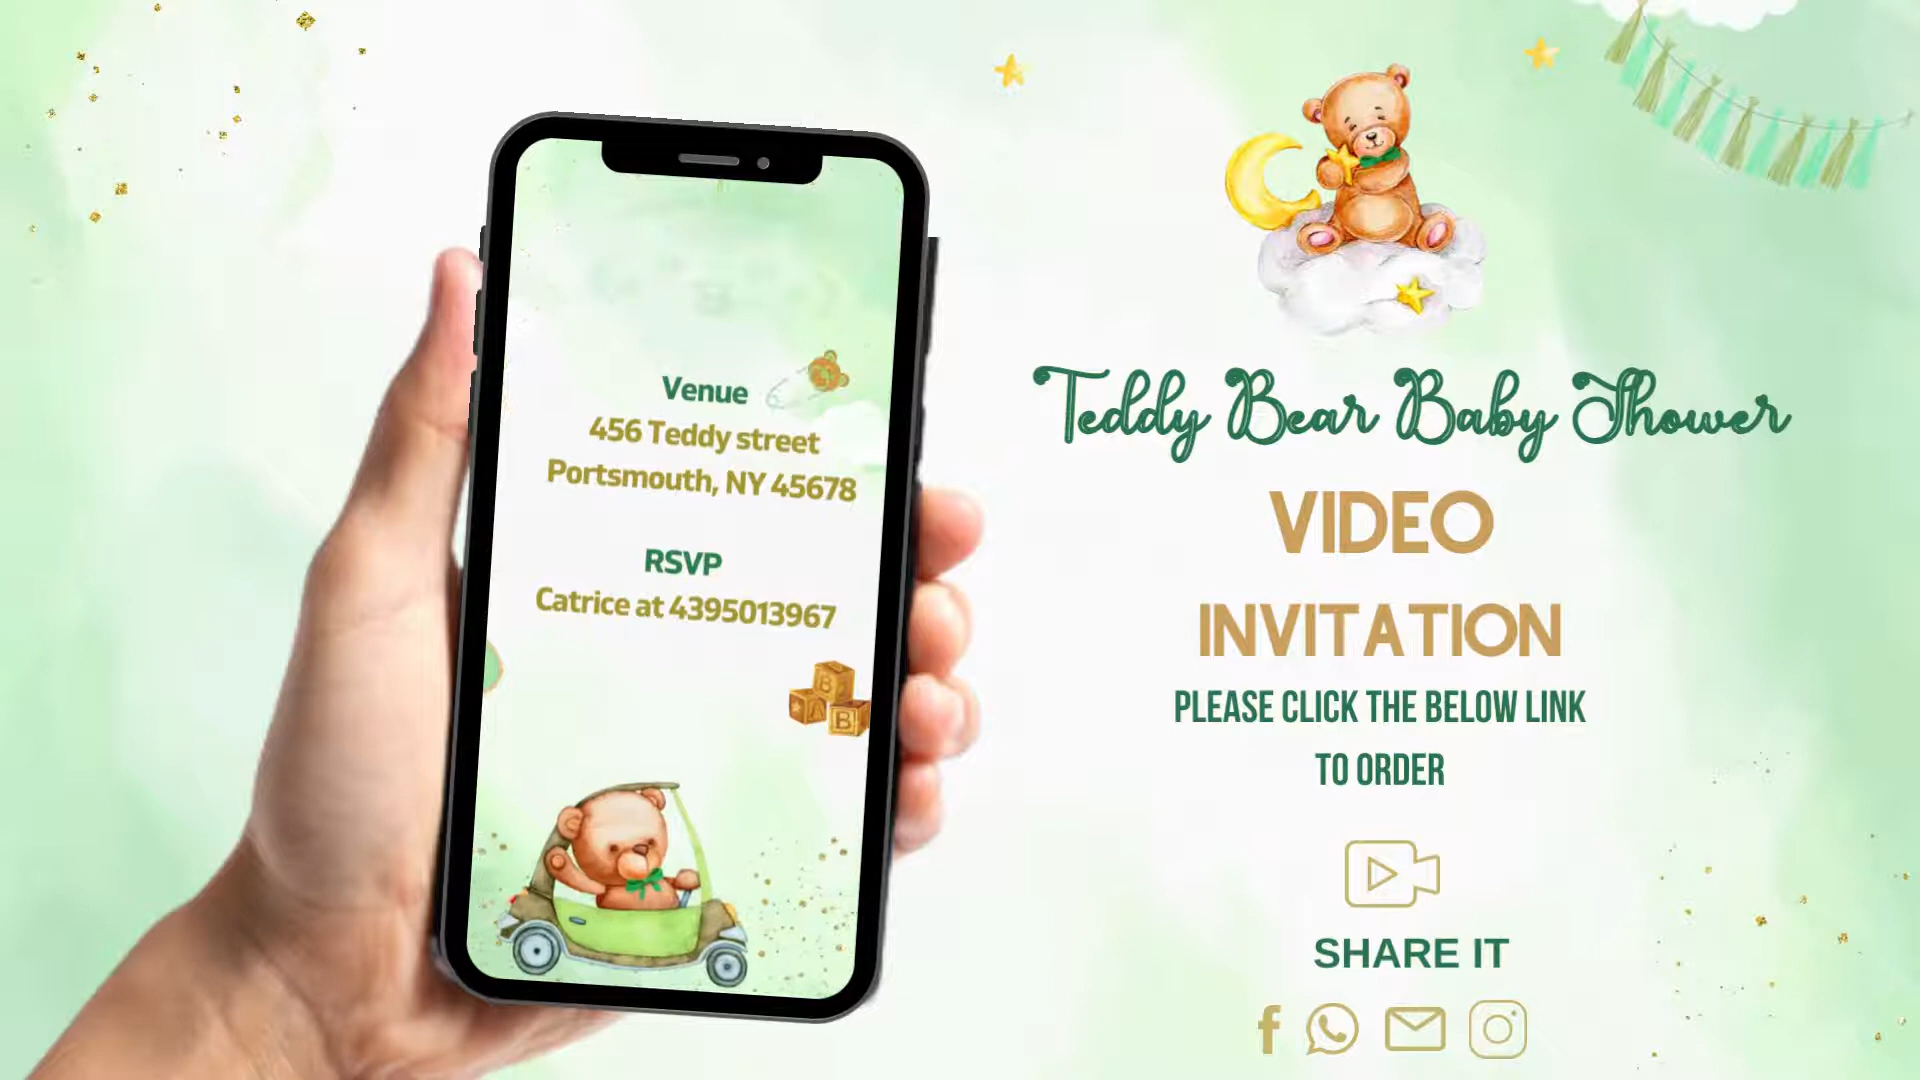 Venue
456 Teddy street
Portsmouth, NY 45678
RSVP
Catrice at 4395013967
B
A
B
Teddy Bear Baby Shower
VIDEO
INVITATION
PLEASE CLICK THE BELOW LINK
TO ORDER
SHARE IT